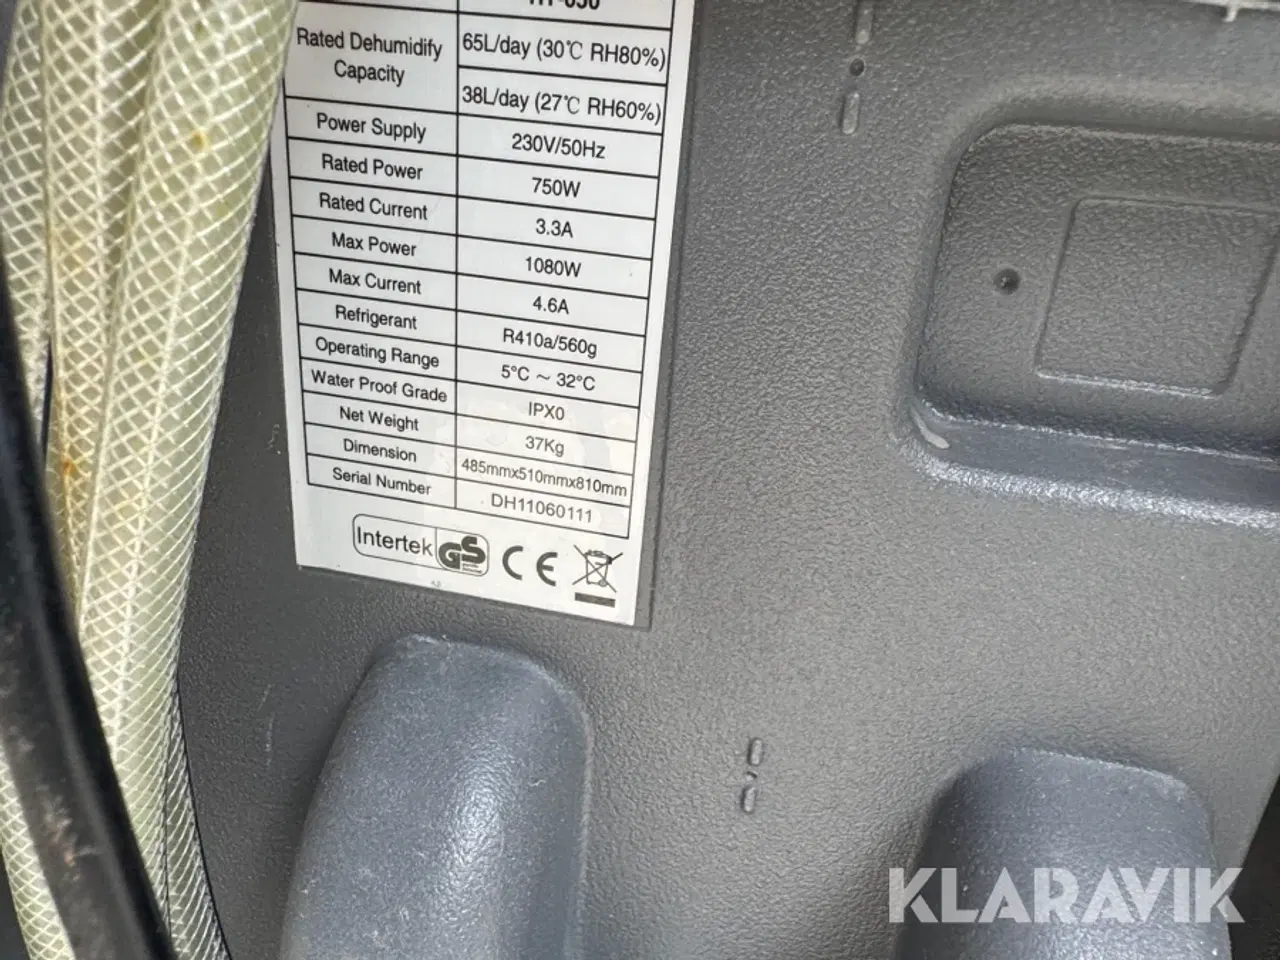 Rated Dehumidify Capacity 65L/day (30℃ RH80%)
38L/day (27℃ RH60%)
Power Supply 230V/50Hz
Rated Power 750W
Rated Current 3.3A
Max Power 1080W
Max Current 4.6A
Refrigerant R410a/560g
Operating Range 5°C ~ 32°C
Water Proof Grade IPX0
Net Weight 37Kg
Dimension 485mmx510mmx810mm
Serial Number DH11060111
Intertek GS CE
KLARAVIK